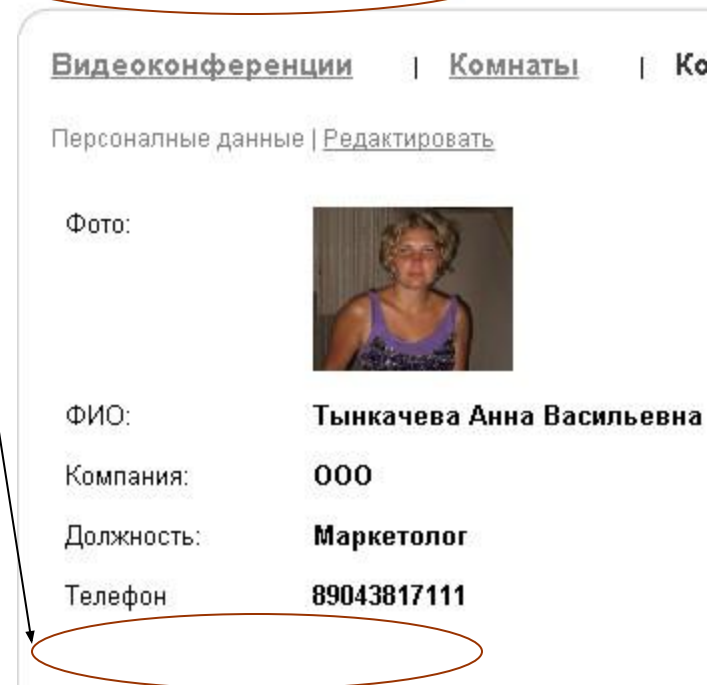 Видеоконференции | Комнаты | Ко
Персоналные данные | Редактировать
Фото:
ФИО: Тынкачева Анна Васильевна
Компания: ООО
Должность: Маркетолог
Телефон 89043817111